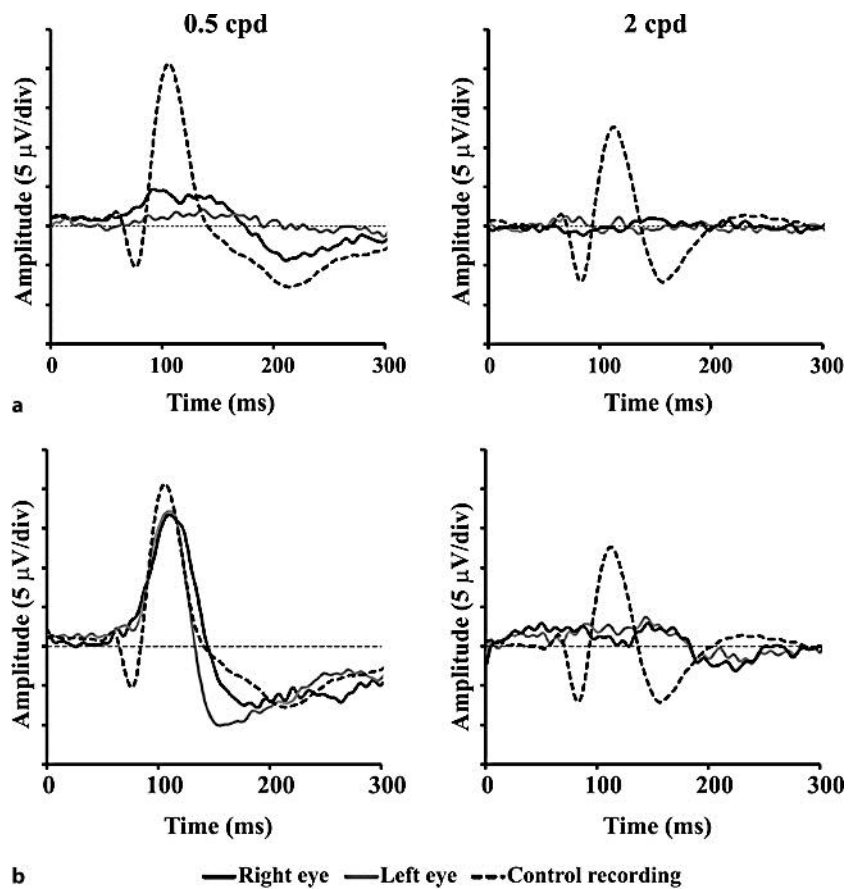 0.5 cpd
2 cpd
Amplitude (5 µV/div)
Amplitude (5 µV/div)
0
100
200
300
0
100
200
300
Time (ms)
Time (ms)
a
Amplitude (5 µV/div)
Amplitude (5 µV/div)
0
100
200
300
0
100
200
300
Time (ms)
Time (ms)
b
Right eye
Left eye
Control recording